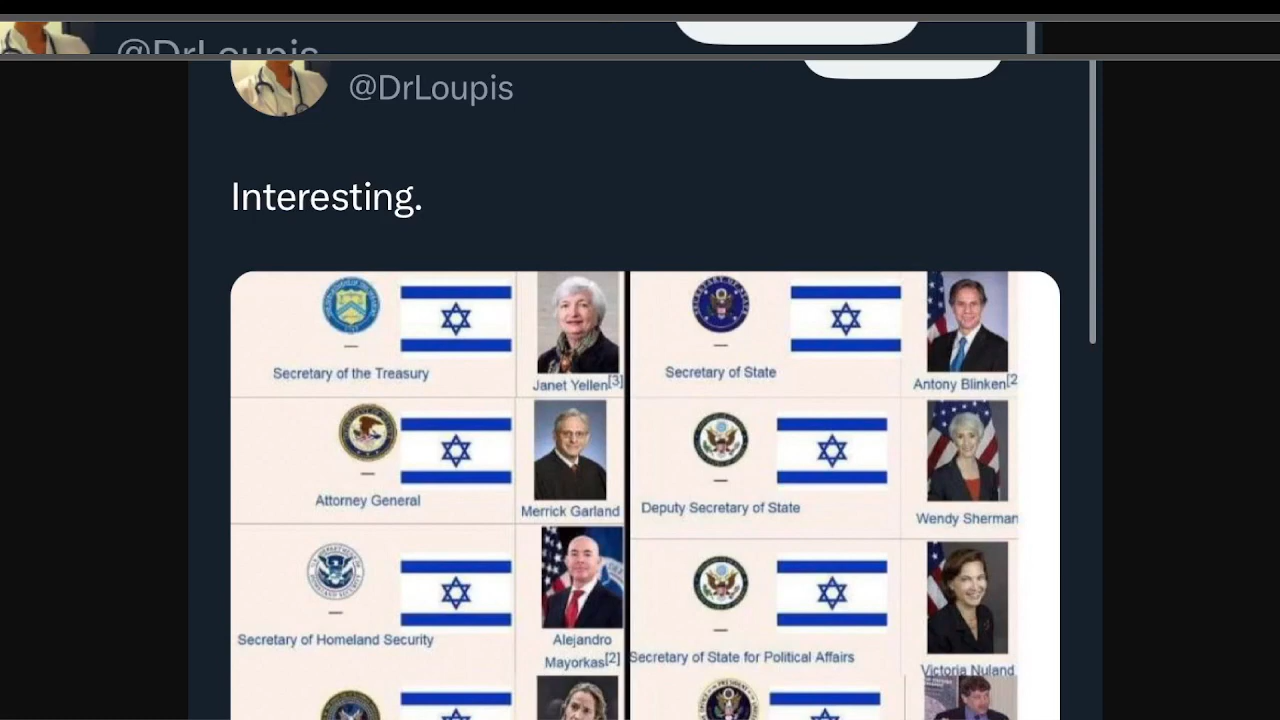 @DrLoupis
@DrLoupis
Interesting.
Secretary of the Treasury
Janet Yellen[3]
Secretary of State
Antony Blinken[2
Attorney General
Merrick Garland
Deputy Secretary of State
Wendy Sherman
Secretary of Homeland Security
Alejandro
Mayorkas[2]
Secretary of State for Political Affairs
Victoria Nuland